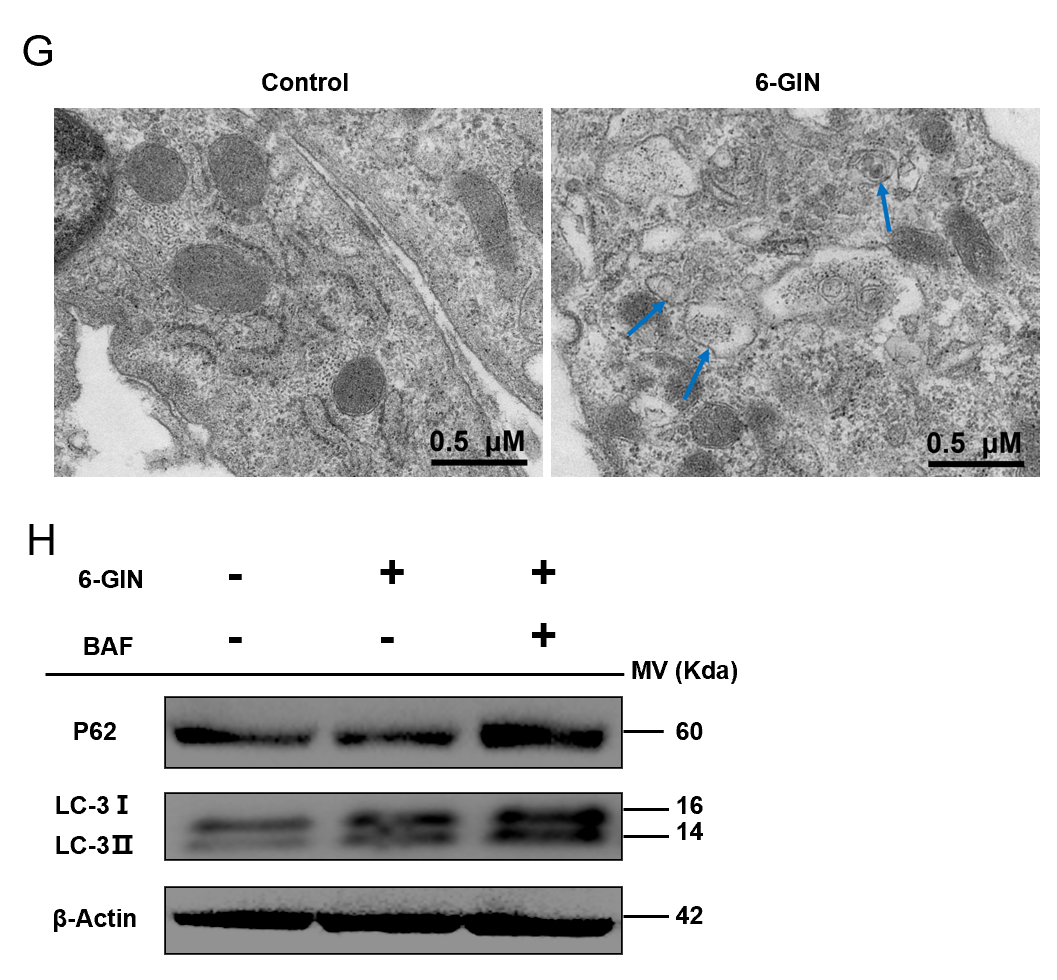 G
Control 6-GIN
0.5 μM 0.5 μM
H
6-GIN - + +
BAF - - +
MV (Kda)
P62 60
LC-3 Ⅰ 16
LC-3Ⅱ 14
β-Actin 42